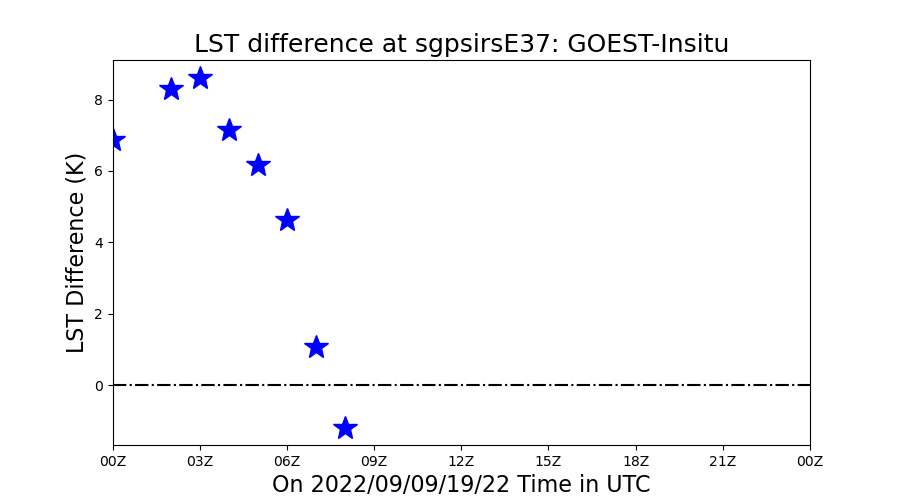 LST difference at sgpsirsE37: GOEST-Insitu
LST Difference (K)
8
6
4
2
0
00Z 03Z 06Z 09Z 12Z 15Z 18Z 21Z 00Z
On 2022/09/09/19/22 Time in UTC